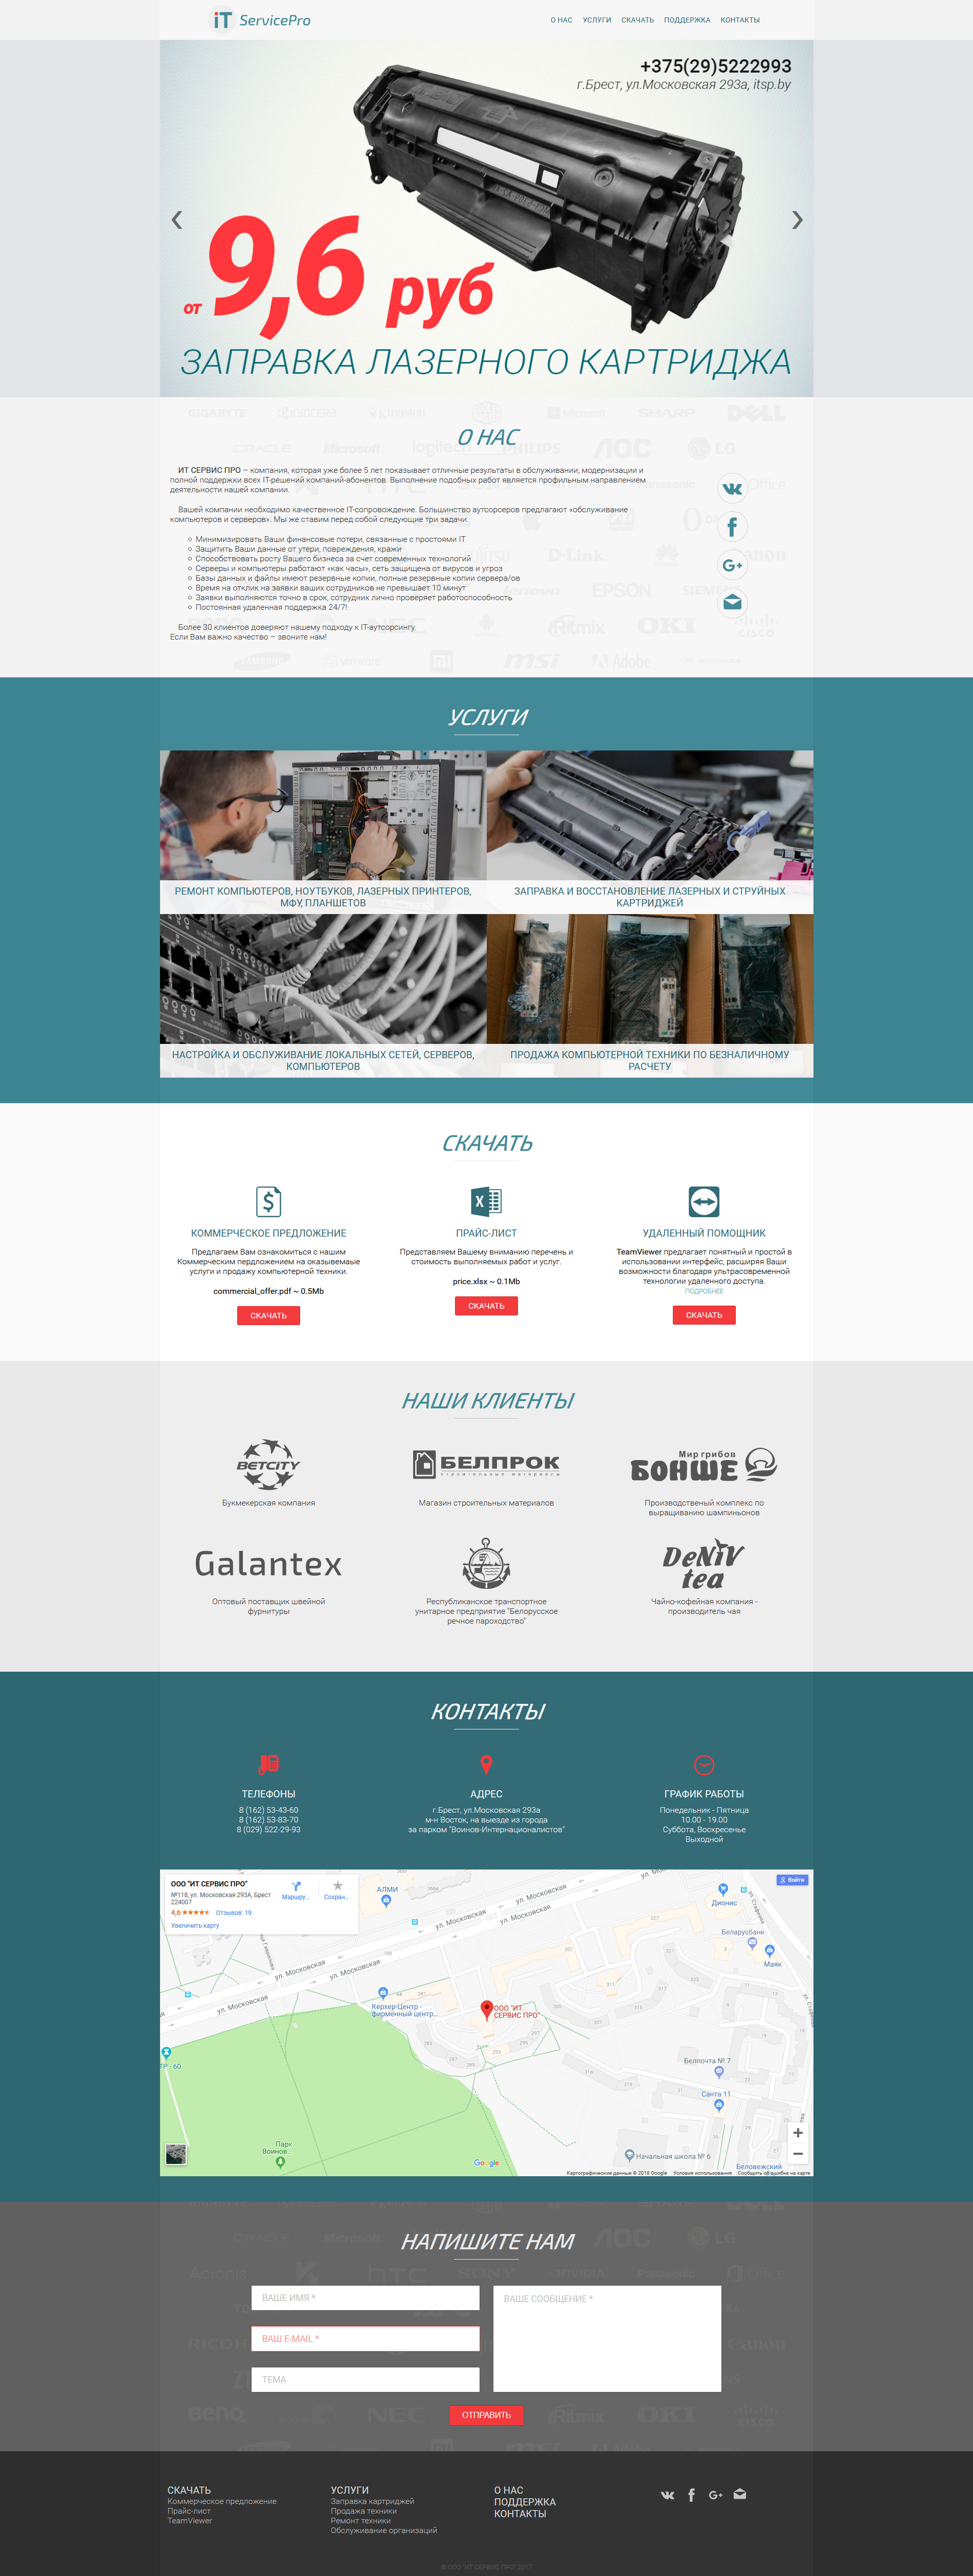 iT ServicePro
О НАС УСЛУГИ СКАЧАТЬ ПОДДЕРЖКА КОНТАКТЫ
+375(29)5222993
г.Брест, ул.Московская 293а, itsp.by
от 9,6 руб
ЗАПРАВКА ЛАЗЕРНОГО КАРТРИДЖА
О НАС
ИТ СЕРВИС ПРО – компания, которая уже более 5 лет показывает отличные результаты в обслуживании, модернизации и
полной поддержки всех IT-решений компаний-абонентов. Выполнение подобных работ является профильным направлением
деятельности нашей компании.
Вашей компании необходимо качественное IT-сопровождение. Большинство аутсорсеров предлагают «обслуживание
компьютеров и серверов». Мы же ставим перед собой следующие три задачи:
Минимизировать Ваши финансовые потери, связанные с простоями IT
Защитить Ваши данные от утери, повреждения, кражи
Способствовать росту Вашего бизнеса за счет современных технологий
Серверы и компьютеры работают «как часы», сеть защищена от вирусов и угроз
Базы данных и файлы имеют резервные копии, полные резервные копии сервера/ов
Время на отклик на заявки ваших сотрудников не превышает 10 минут
Заявки выполняются точно в срок, сотрудник лично проверяет работоспособность
Постоянная удаленная поддержка 24/7!
Более 30 клиентов доверяют нашему подходу к IT-аутсорсингу.
Если Вам важно качество – звоните нам!
УСЛУГИ
РЕМОНТ КОМПЬЮТЕРОВ, НОУТБУКОВ, ЛАЗЕРНЫХ ПРИНТЕРОВ,
МФУ, ПЛАНШЕТОВ
ЗАПРАВКА И ВОССТАНОВЛЕНИЕ ЛАЗЕРНЫХ И СТРУЙНЫХ
КАРТРИДЖЕЙ
НАСТРОЙКА И ОБСЛУЖИВАНИЕ ЛОКАЛЬНЫХ СЕТЕЙ, СЕРВЕРОВ,
КОМПЬЮТЕРОВ
ПРОДАЖА КОМПЬЮТЕРНОЙ ТЕХНИКИ ПО БЕЗНАЛИЧНОМУ
РАСЧЕТУ
СКАЧАТЬ
КОММЕРЧЕСКОЕ ПРЕДЛОЖЕНИЕ
Предлагаем Вам ознакомиться с нашим
Коммерческим пердложением на оказывемые
услуги и продажу компьютерной техники.
commercial_offer.pdf ~ 0.5Mb
СКАЧАТЬ
ПРАЙС-ЛИСТ
Представляем Вашему вниманию перечень и
стоимость выполняемых работ и услуг.
price.xlsx ~ 0.1Mb
СКАЧАТЬ
УДАЛЕННЫЙ ПОМОЩНИК
TeamViewer предлагает понятный и простой в
использовании интерфейс, расширяя Ваши
возможности благодаря ультрасовременной
технологии удаленного доступа.
ПОДРОБНЕЕ
СКАЧАТЬ
НАШИ КЛИЕНТЫ
BETCITY
Букмекерская компания
БЕЛПРОК
строительные материалы
Магазин строительных материалов
Мир грибов
БОНШЕ
Производственый комплекс по
выращиванию шампиньонов
Galantex
Оптовый поставщик швейной
фурнитуры
Республиканское транспортное
унитарное предприятие "Белорусское
речное пароходство"
DeNiV
tea
Чайно-кофейная компания -
производитель чая
КОНТАКТЫ
ТЕЛЕФОНЫ
8 (162) 53-43-60
8 (162) 53-83-70
8 (029) 522-29-93
АДРЕС
г.Брест, ул.Московская 293а
м-н Восток, на выезде из города
за парком "Воинов-Интернационалистов"
ГРАФИК РАБОТЫ
Понедельник - Пятница
10.00 - 19.00
Суббота, Воскресенье
Выходной
ООО "ИТ СЕРВИС ПРО"
№118, ул. Московская 293А, Брест
224007
4,6 Отзывов: 19
Увеличить карту
Маршру... Сохран...
Войти
АЛМИ
ул. Московская
ул. Московская
ул. Московская
ул. Московская
ул. Московская
ул. Московская
Дионис
Беларусбанк
Маяк
Керхер-Центр -
фирменный центр...
ООО "ИТ
СЕРВИС ПРО"
Белпочта № 7
Санта 11
Парк
Воинов...
Начальная школа № 6
Беловежский
Google
Картографические данные © 2018 Google Условия использования Сообщить об ошибке на карте
НАПИШИТЕ НАМ
ВАШЕ ИМЯ *
ВАШ E-MAIL *
ТЕМА
ВАШЕ СООБЩЕНИЕ *
ОТПРАВИТЬ
СКАЧАТЬ
Коммерческое предложение
Прайс-лист
TeamViewer
УСЛУГИ
Заправка картриджей
Продажа техники
Ремонт техники
Обслуживание организаций
О НАС
ПОДДЕРЖКА
КОНТАКТЫ
© ООО "ИТ СЕРВИС ПРО" 2017